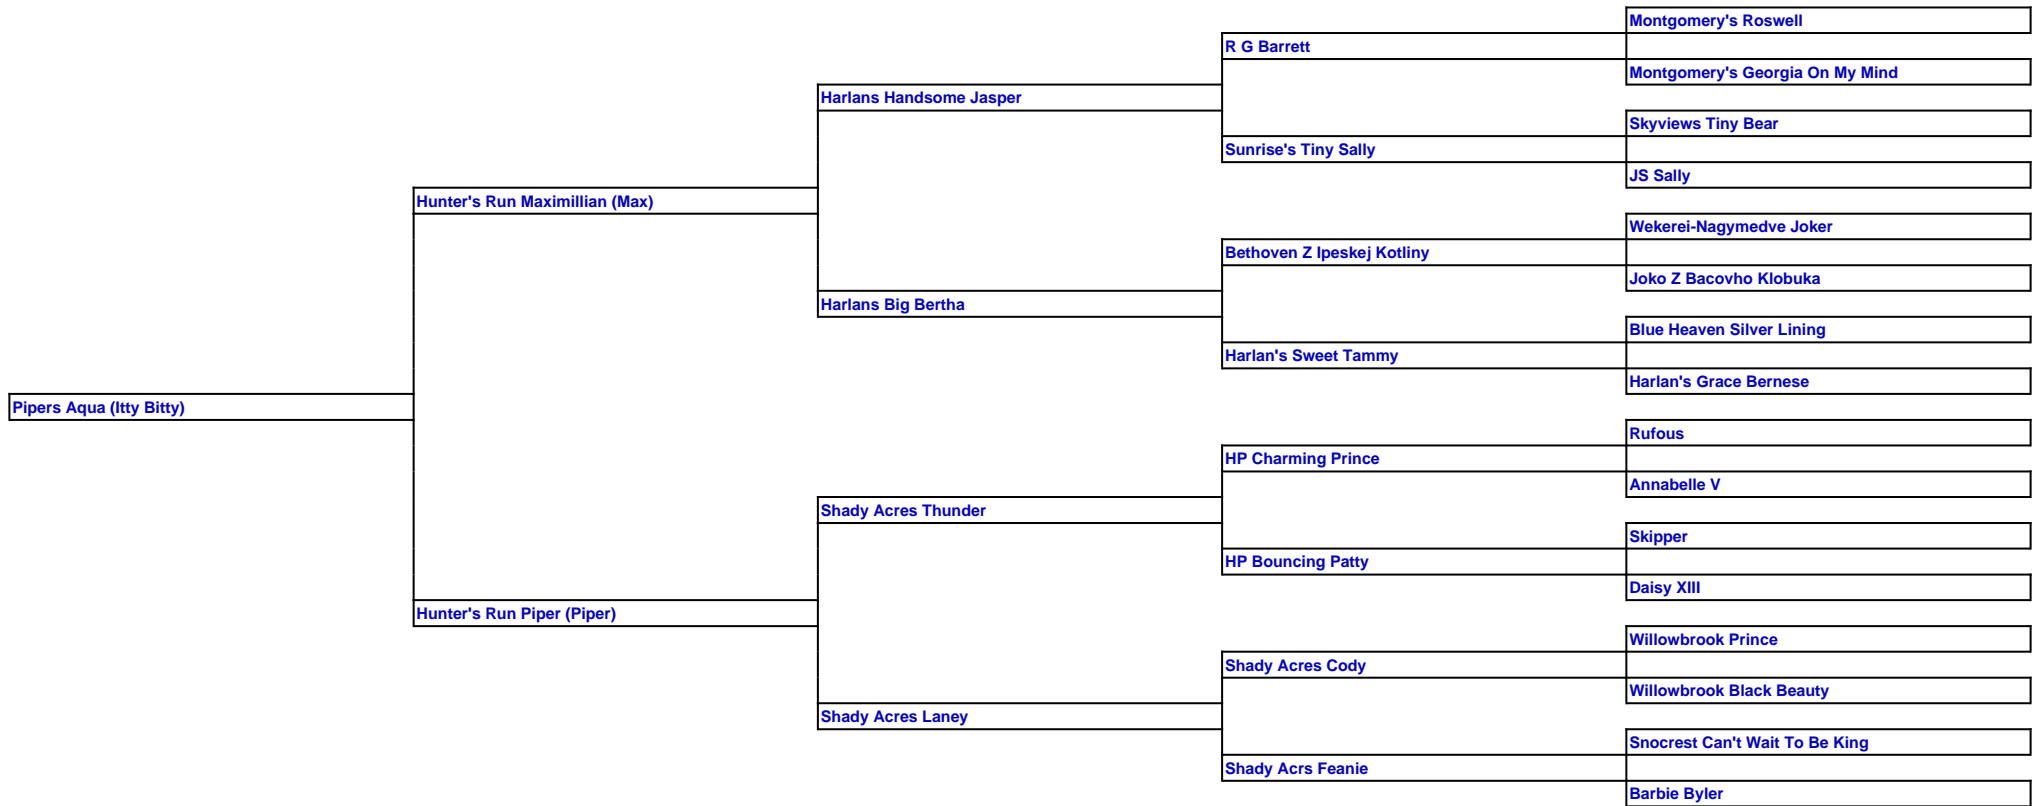 Montgomery's Roswell
R G Barrett
Montgomery's Georgia On My Mind
Harlans Handsome Jasper
Skyviews Tiny Bear
Sunrise's Tiny Sally
JS Sally
Hunter's Run Maximillian (Max)
Wekerei-Nagymedve Joker
Bethoven Z Ipeskej Kotliny
Joko Z Bacovho Klobuka
Harlans Big Bertha
Blue Heaven Silver Lining
Harlan's Sweet Tammy
Harlan's Grace Bernese
Pipers Aqua (Itty Bitty)
Rufous
HP Charming Prince
Annabelle V
Shady Acres Thunder
Skipper
HP Bouncing Patty
Daisy XIII
Hunter's Run Piper (Piper)
Willowbrook Prince
Shady Acres Cody
Willowbrook Black Beauty
Shady Acres Laney
Snocrest Can't Wait To Be King
Shady Acrs Feanie
Barbie Byler